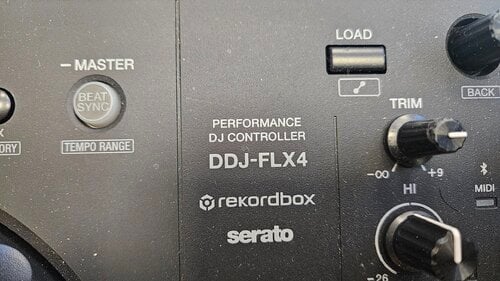 — MASTER
BEAT
SYNC
TEMPO RANGE
PERFORMANCE
DJ CONTROLLER
DDJ-FLX4
rekordbox
serato
LOAD
BACK
TRIM
-∞
+9
HI
-26
MIDI